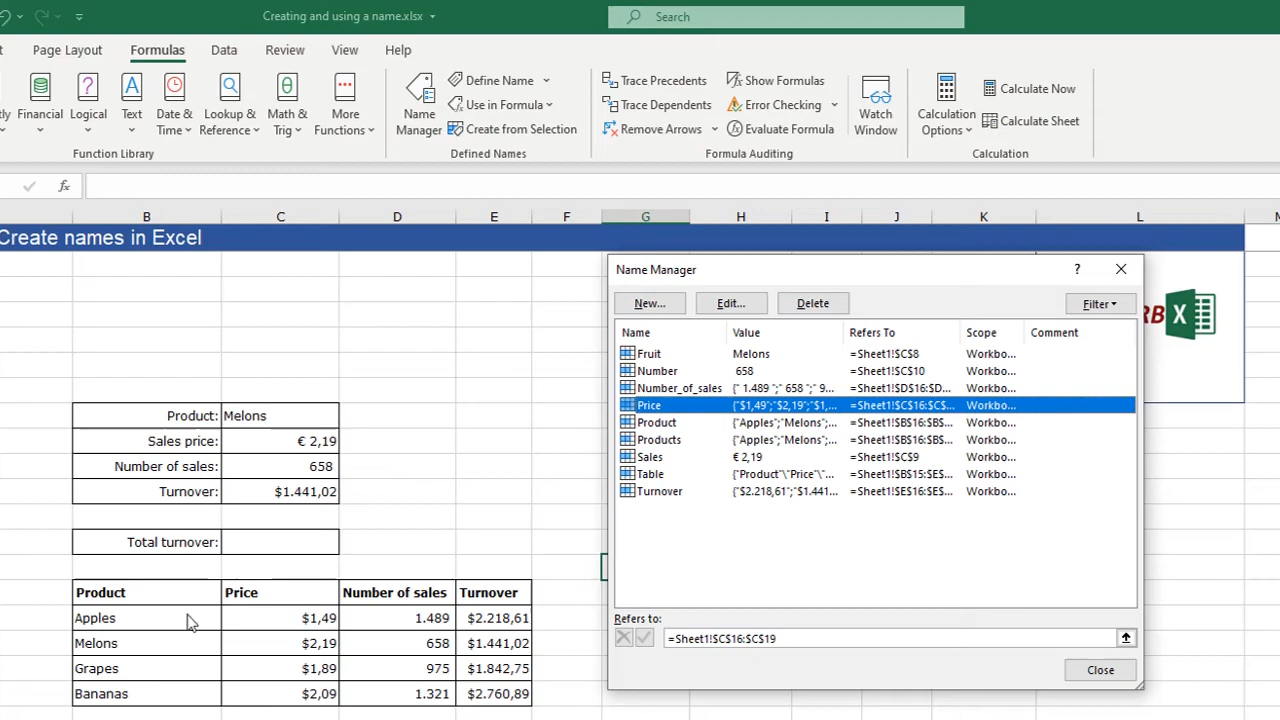 Creating and using a name.xlsx
Search
Page Layout
Formulas
Data
Review
View
Help
Financial
Logical
Text
Date & Time
Lookup & Reference
Math & Trig
More Functions
Function Library
Name Manager
Define Name
Use in Formula
Create from Selection
Defined Names
Trace Precedents
Trace Dependents
Remove Arrows
Show Formulas
Error Checking
Evaluate Formula
Formula Auditing
Watch Window
Calculation Options
Calculate Now
Calculate Sheet
Calculation
fx
B C D E F G H I J K L
Create names in Excel
Product: Melons
Sales price: € 2,19
Number of sales: 658
Turnover: $1.441,02
Total turnover:
Product Price Number of sales Turnover
Apples $1,49 1.489 $2.218,61
Melons $2,19 658 $1.441,02
Grapes $1,89 975 $1.842,75
Bananas $2,09 1.321 $2.760,89
Name Manager ?
New... Edit... Delete Filter
Name Value Refers To Scope Comment
Fruit Melons =Sheet1!$C$8 Workbo...
Number 658 =Sheet1!$C$10 Workbo...
Number_of_sales {" 1.489 ";" 658 ";" 9... =Sheet1!$D$16:$D... Workbo...
Price {"$1,49";"$2,19";"$1,... =Sheet1!$C$16:$C$... Workbo...
Product {"Apples";"Melons";... =Sheet1!$B$16:$B$... Workbo...
Products {"Apples";"Melons";... =Sheet1!$B$16:$B$... Workbo...
Sales € 2,19 =Sheet1!$C$9 Workbo...
Table {"Product"\"Price"\"... =Sheet1!$B$15:$E$... Workbo...
Turnover {"$2.218,61";"$1.441... =Sheet1!$E$16:$E$... Workbo...
Refers to:
=Sheet1!$C$16:$C$19
Close
RB X